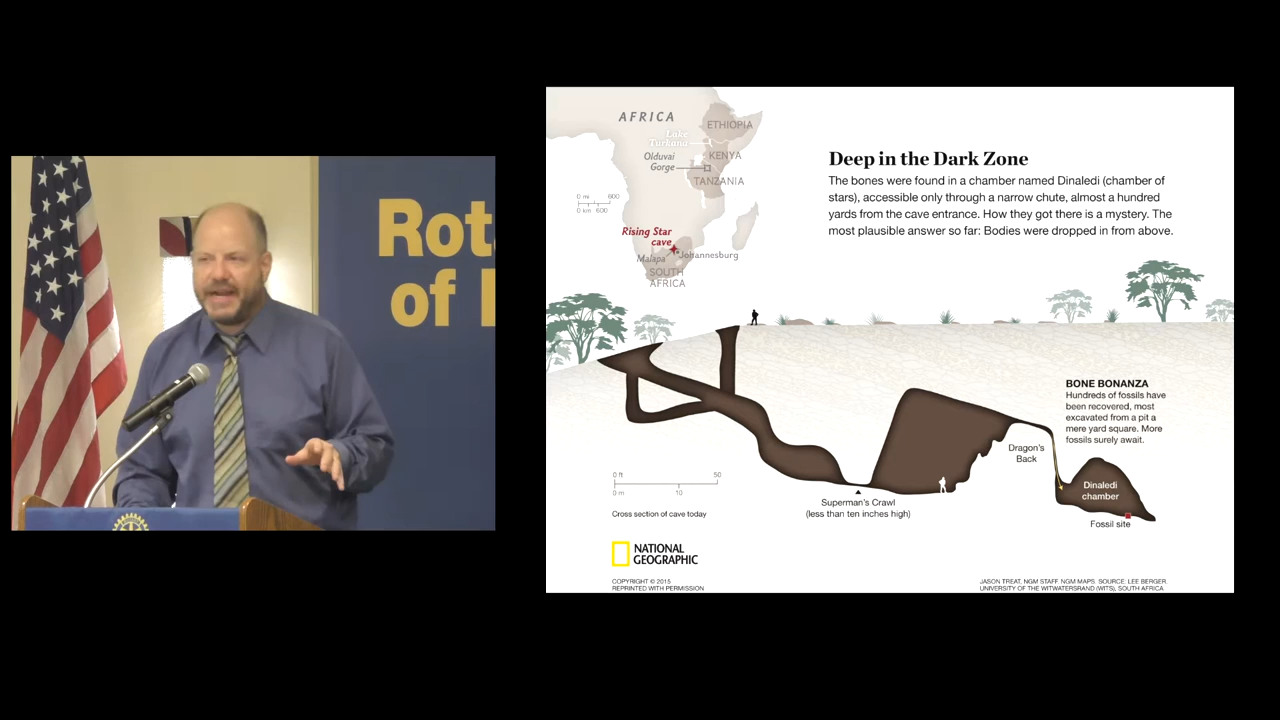 Rot
of
AFRICA
ETHIOPIA
Lake
Turkana
KENYA
Olduvai
Gorge
TANZANIA
0 mi 600
0 km 600
Rising Star
cave
Malapa
Johannesburg
SOUTH
AFRICA
Deep in the Dark Zone
The bones were found in a chamber named Dinaledi (chamber of
stars), accessible only through a narrow chute, almost a hundred
yards from the cave entrance. How they got there is a mystery. The
most plausible answer so far: Bodies were dropped in from above.
BONE BONANZA
Hundreds of fossils have
been recovered, most
excavated from a pit a
mere yard square. More
fossils surely await.
Dragon's
Back
Dinaledi
chamber
Fossil site
Superman's Crawl
(less than ten inches high)
0 ft 50
0 m 10
Cross section of cave today
NATIONAL
GEOGRAPHIC
COPYRIGHT © 2015
REPRINTED WITH PERMISSION
JASON TREAT, NGM STAFF. NGM MAPS. SOURCE: LEE BERGER,
UNIVERSITY OF THE WITWATERSRAND (WITS), SOUTH AFRICA